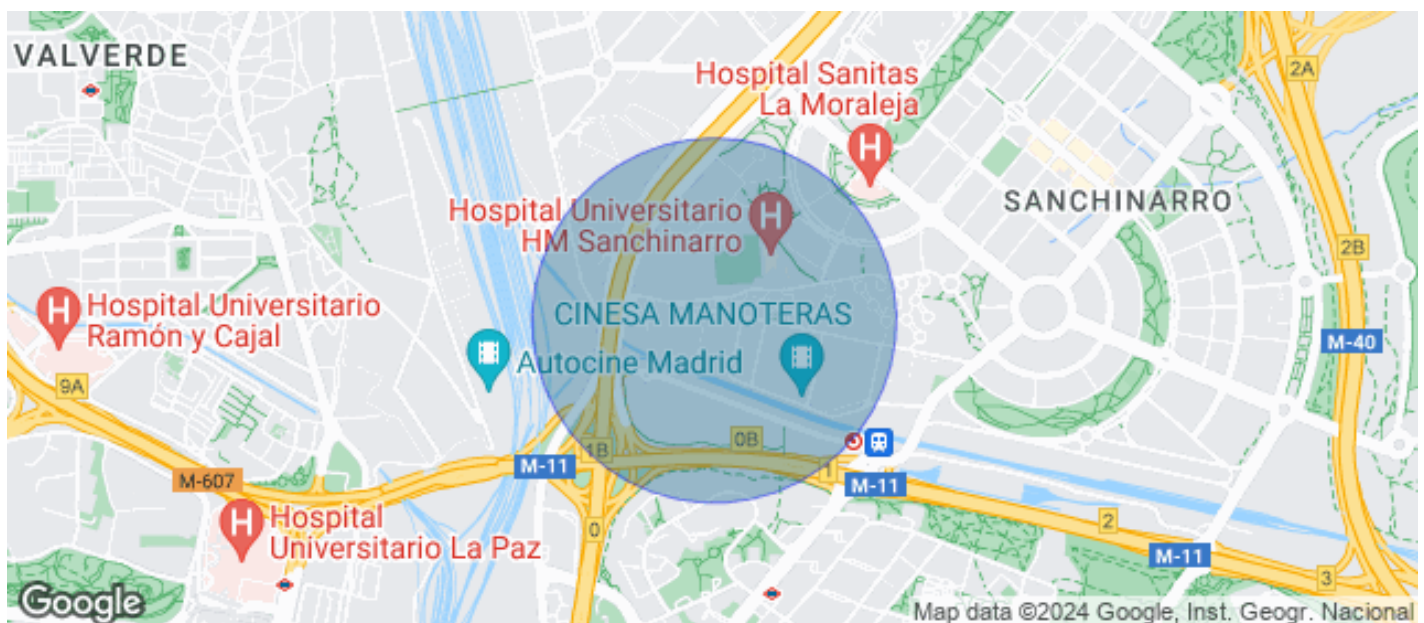 VALVERDE
2A
Hospital Sanitas
La Moraleja
H
SANCHINARRO
Hospital Universitario
HM Sanchinarro
H
2B
H
Hospital Universitario
Ramón y Cajal
CINESA MANOTERAS
Autocine Madrid
M-40
9A
0B
1B
M-11
1
M-607
M-11
H
Hospital
Universitario La Paz
0
2
M-11
3
Google
Map data ©2024 Google, Inst. Geogr. Nacional